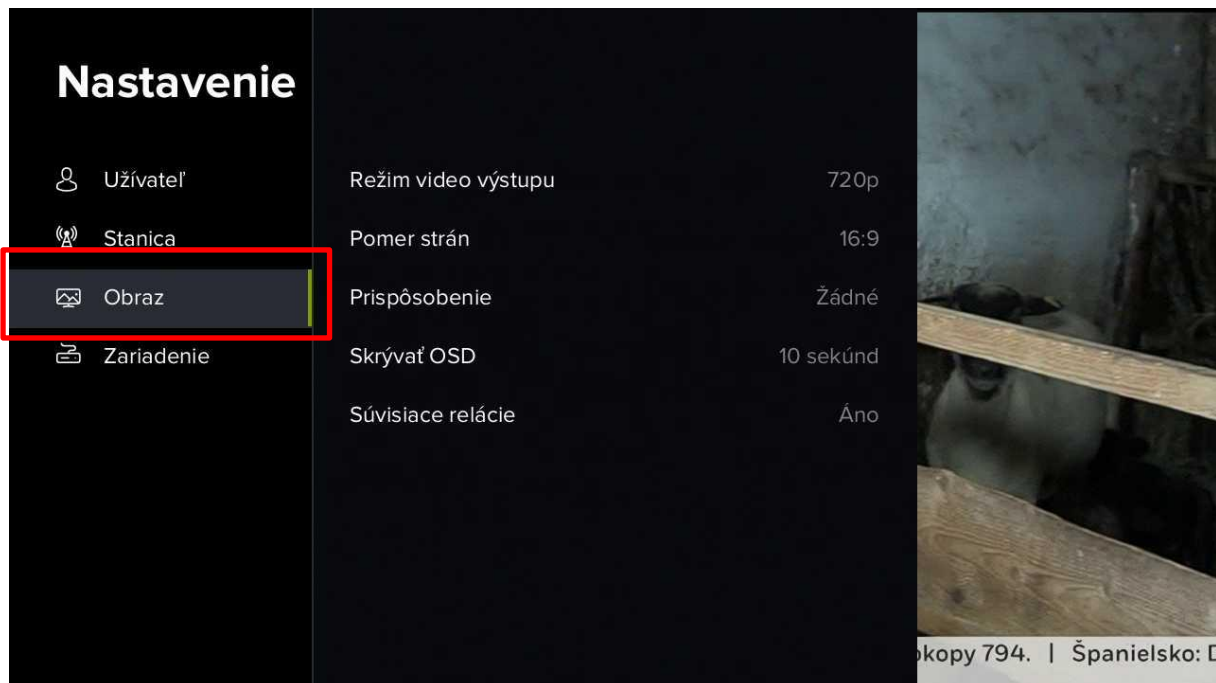 Nastavenie
Užívateľ
Stanica
Obraz
Zariadenie
Režim video výstupu 720p
Pomer strán 16:9
Prispôsobenie Žádné
Skrývať OSD 10 sekúnd
Súvisiace relácie Áno
okopy 794. | Španielsko: D